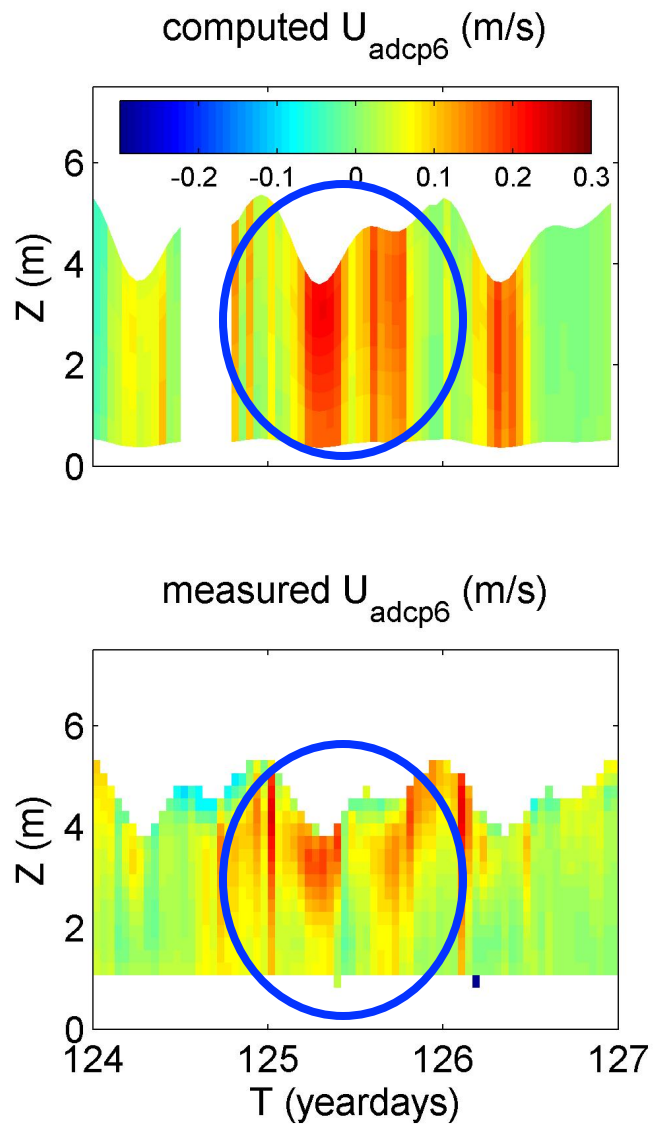 computed U_adcp6 (m/s)
-0.2 -0.1 0 0.1 0.2 0.3
6
4
2
0
Z (m)
measured U_adcp6 (m/s)
6
4
2
0
Z (m)
124 125 126 127
T (yeardays)